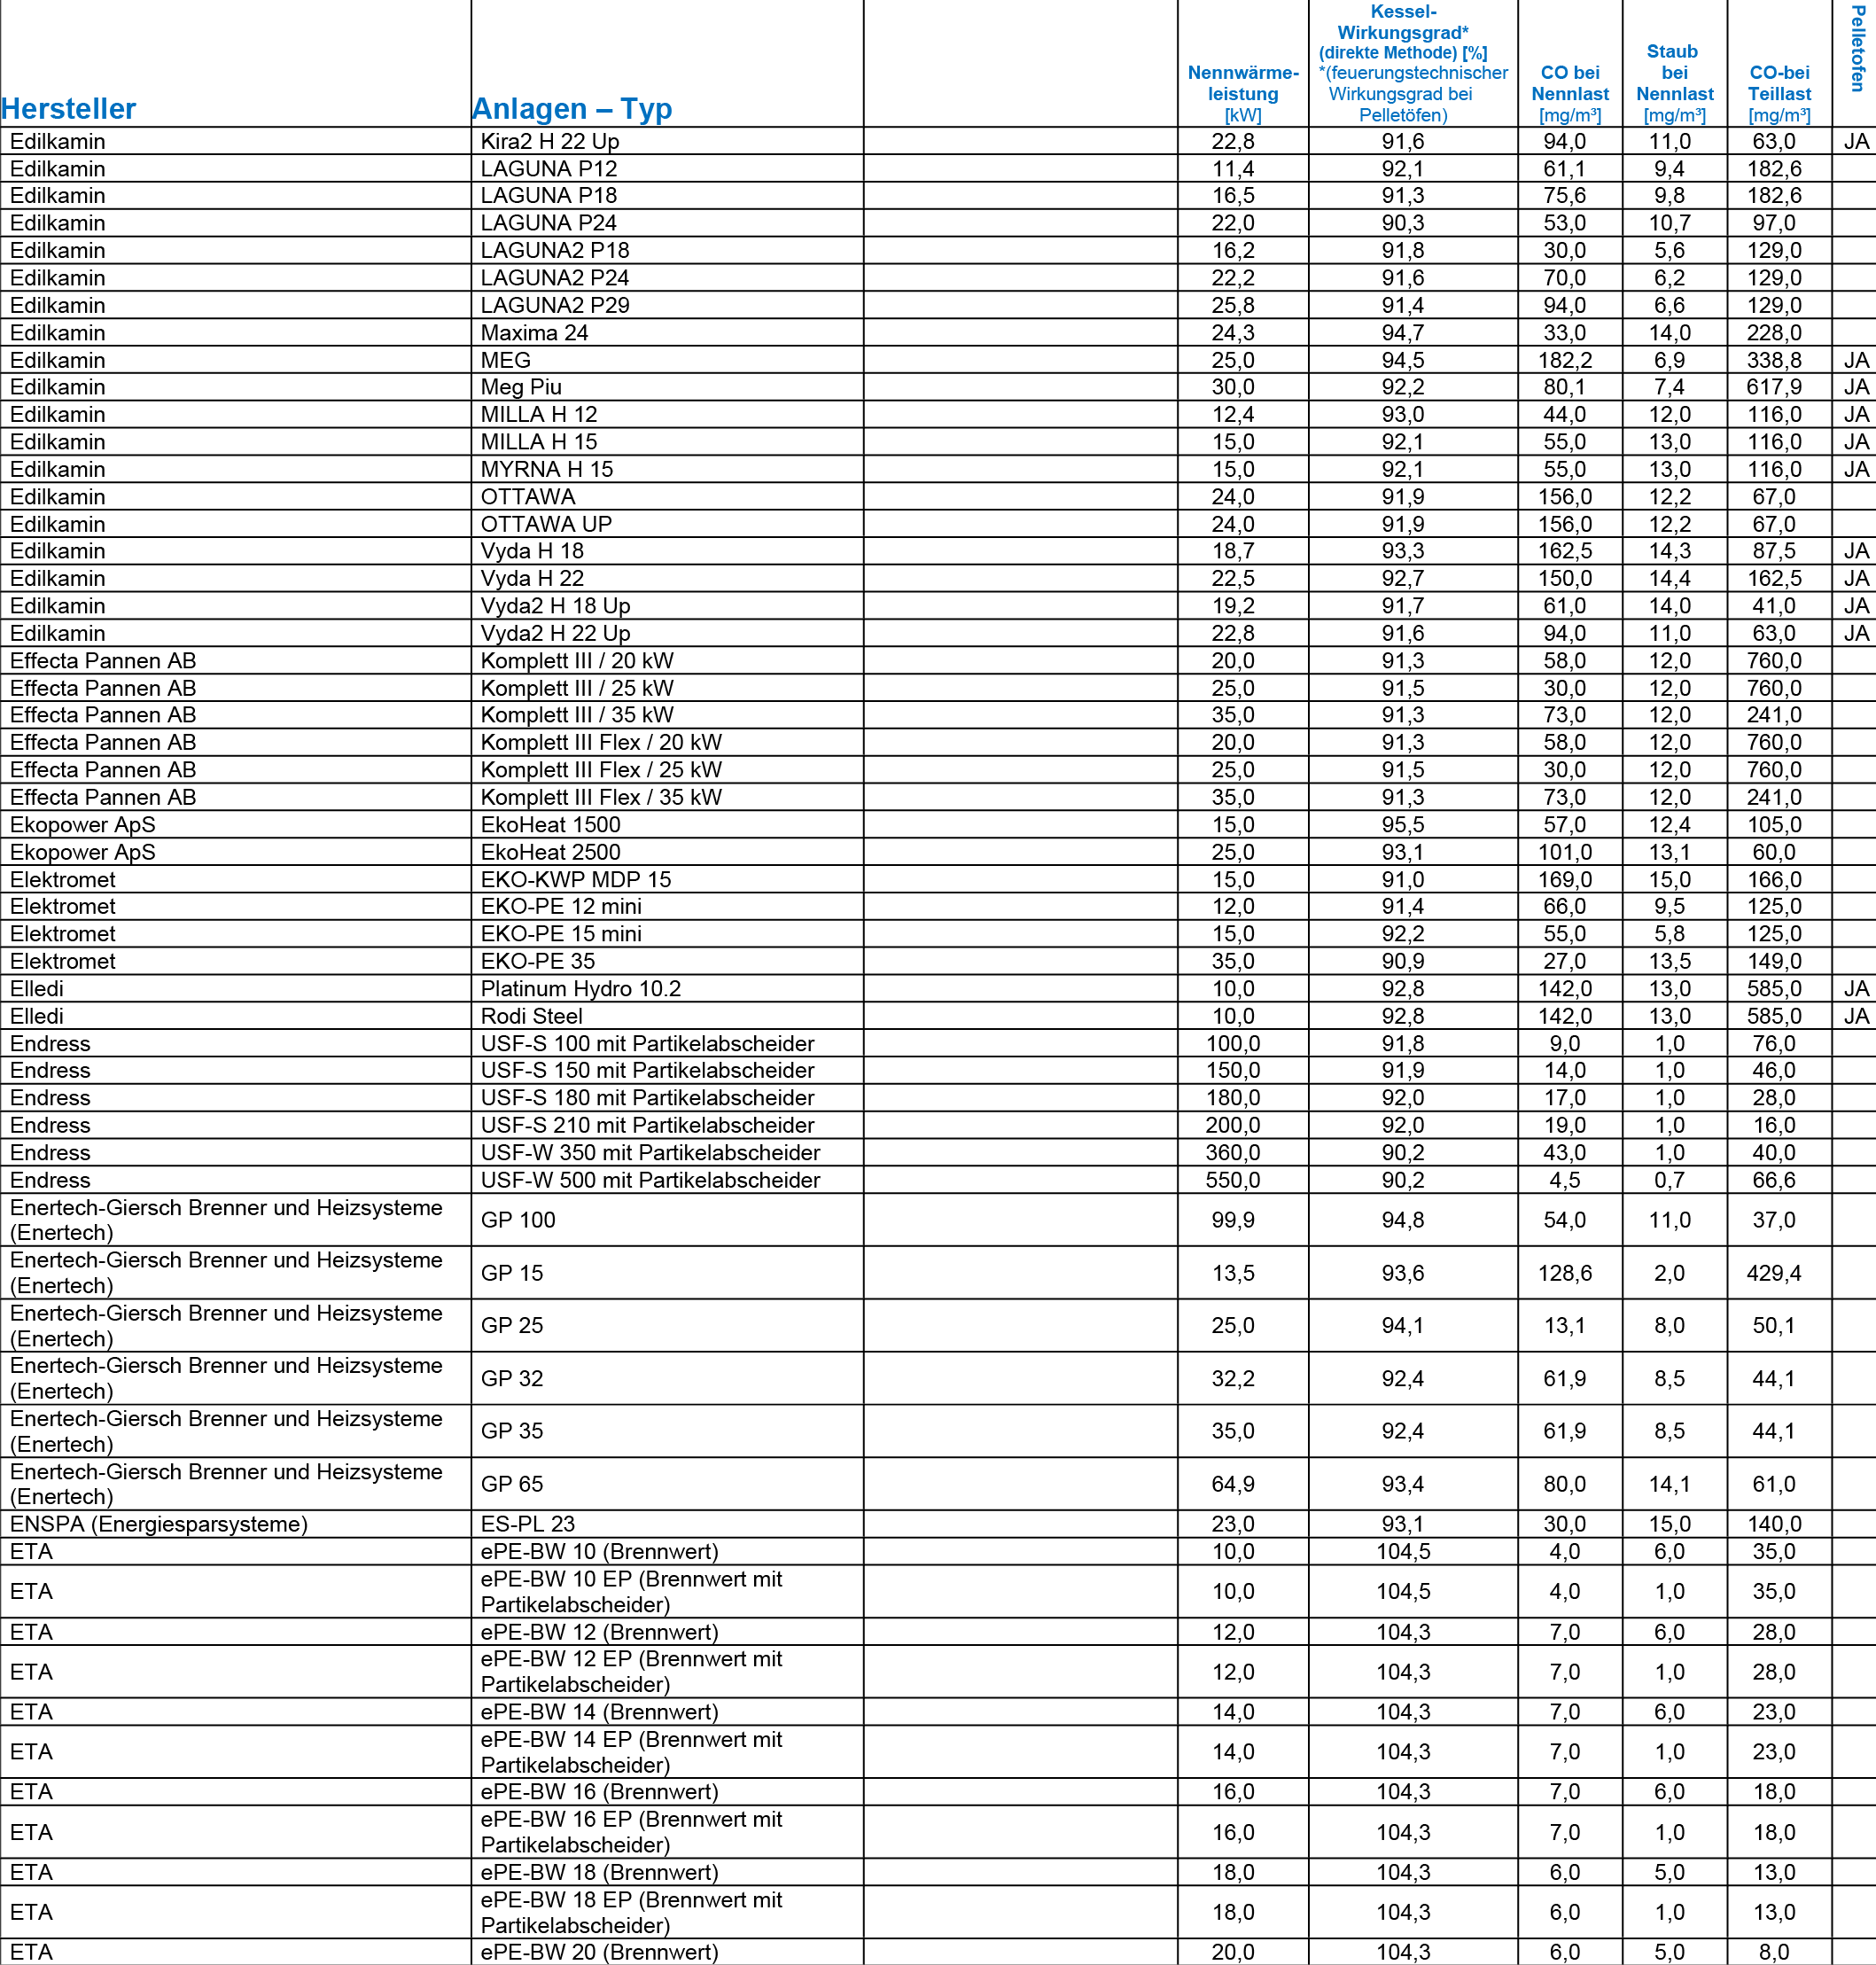 Hersteller Anlagen – Typ Nennwärme-leistung [kW] Kessel-Wirkungsgrad* (direkte Methode) [%] *(feuerungstechnischer Wirkungsgrad bei Pelletöfen) CO bei Nennlast [mg/m³] Staub bei Nennlast [mg/m³] CO-bei Teillast [mg/m³] Pelletofen
Edilkamin Kira2 H 22 Up 22,8 91,6 94,0 11,0 63,0 JA
Edilkamin LAGUNA P12 11,4 92,1 61,1 9,4 182,6
Edilkamin LAGUNA P18 16,5 91,3 75,6 9,8 182,6
Edilkamin LAGUNA P24 22,0 90,3 53,0 10,7 97,0
Edilkamin LAGUNA2 P18 16,2 91,8 30,0 5,6 129,0
Edilkamin LAGUNA2 P24 22,2 91,6 70,0 6,2 129,0
Edilkamin LAGUNA2 P29 25,8 91,4 94,0 6,6 129,0
Edilkamin Maxima 24 24,3 94,7 33,0 14,0 228,0
Edilkamin MEG 25,0 94,5 182,2 6,9 338,8 JA
Edilkamin Meg Piu 30,0 92,2 80,1 7,4 617,9 JA
Edilkamin MILLA H 12 12,4 93,0 44,0 12,0 116,0 JA
Edilkamin MILLA H 15 15,0 92,1 55,0 13,0 116,0 JA
Edilkamin MYRNA H 15 15,0 92,1 55,0 13,0 116,0 JA
Edilkamin OTTAWA 24,0 91,9 156,0 12,2 67,0
Edilkamin OTTAWA UP 24,0 91,9 156,0 12,2 67,0
Edilkamin Vyda H 18 18,7 93,3 162,5 14,3 87,5 JA
Edilkamin Vyda H 22 22,5 92,7 150,0 14,4 162,5 JA
Edilkamin Vyda2 H 18 Up 19,2 91,7 61,0 14,0 41,0 JA
Edilkamin Vyda2 H 22 Up 22,8 91,6 94,0 11,0 63,0 JA
Effecta Pannen AB Komplett III / 20 kW 20,0 91,3 58,0 12,0 760,0
Effecta Pannen AB Komplett III / 25 kW 25,0 91,5 30,0 12,0 760,0
Effecta Pannen AB Komplett III / 35 kW 35,0 91,3 73,0 12,0 241,0
Effecta Pannen AB Komplett III Flex / 20 kW 20,0 91,3 58,0 12,0 760,0
Effecta Pannen AB Komplett III Flex / 25 kW 25,0 91,5 30,0 12,0 760,0
Effecta Pannen AB Komplett III Flex / 35 kW 35,0 91,3 73,0 12,0 241,0
Ekopower ApS EkoHeat 1500 15,0 95,5 57,0 12,4 105,0
Ekopower ApS EkoHeat 2500 25,0 93,1 101,0 13,1 60,0
Elektromet EKO-KWP MDP 15 15,0 91,0 169,0 15,0 166,0
Elektromet EKO-PE 12 mini 12,0 91,4 66,0 9,5 125,0
Elektromet EKO-PE 15 mini 15,0 92,2 55,0 5,8 125,0
Elektromet EKO-PE 35 35,0 90,9 27,0 13,5 149,0
Elledi Platinum Hydro 10.2 10,0 92,8 142,0 13,0 585,0 JA
Elledi Rodi Steel 10,0 92,8 142,0 13,0 585,0 JA
Endress USF-S 100 mit Partikelabscheider 100,0 91,8 9,0 1,0 76,0
Endress USF-S 150 mit Partikelabscheider 150,0 91,9 14,0 1,0 46,0
Endress USF-S 180 mit Partikelabscheider 180,0 92,0 17,0 1,0 28,0
Endress USF-S 210 mit Partikelabscheider 200,0 92,0 19,0 1,0 16,0
Endress USF-W 350 mit Partikelabscheider 360,0 90,2 43,0 1,0 40,0
Endress USF-W 500 mit Partikelabscheider 550,0 90,2 4,5 0,7 66,6
Enertech-Giersch Brenner und Heizsysteme
(Enertech) GP 100 99,9 94,8 54,0 11,0 37,0
Enertech-Giersch Brenner und Heizsysteme
(Enertech) GP 15 13,5 93,6 128,6 2,0 429,4
Enertech-Giersch Brenner und Heizsysteme
(Enertech) GP 25 25,0 94,1 13,1 8,0 50,1
Enertech-Giersch Brenner und Heizsysteme
(Enertech) GP 32 32,2 92,4 61,9 8,5 44,1
Enertech-Giersch Brenner und Heizsysteme
(Enertech) GP 35 35,0 92,4 61,9 8,5 44,1
Enertech-Giersch Brenner und Heizsysteme
(Enertech) GP 65 64,9 93,4 80,0 14,1 61,0
ENSPA (Energiesparsysteme) ES-PL 23 23,0 93,1 30,0 15,0 140,0
ETA ePE-BW 10 (Brennwert) 10,0 104,5 4,0 6,0 35,0
ETA ePE-BW 10 EP (Brennwert mit
Partikelabscheider) 10,0 104,5 4,0 1,0 35,0
ETA ePE-BW 12 (Brennwert) 12,0 104,3 7,0 6,0 28,0
ETA ePE-BW 12 EP (Brennwert mit
Partikelabscheider) 12,0 104,3 7,0 1,0 28,0
ETA ePE-BW 14 (Brennwert) 14,0 104,3 7,0 6,0 23,0
ETA ePE-BW 14 EP (Brennwert mit
Partikelabscheider) 14,0 104,3 7,0 1,0 23,0
ETA ePE-BW 16 (Brennwert) 16,0 104,3 7,0 6,0 18,0
ETA ePE-BW 16 EP (Brennwert mit
Partikelabscheider) 16,0 104,3 7,0 1,0 18,0
ETA ePE-BW 18 (Brennwert) 18,0 104,3 6,0 5,0 13,0
ETA ePE-BW 18 EP (Brennwert mit
Partikelabscheider) 18,0 104,3 6,0 1,0 13,0
ETA ePE-BW 20 (Brennwert) 20,0 104,3 6,0 5,0 8,0